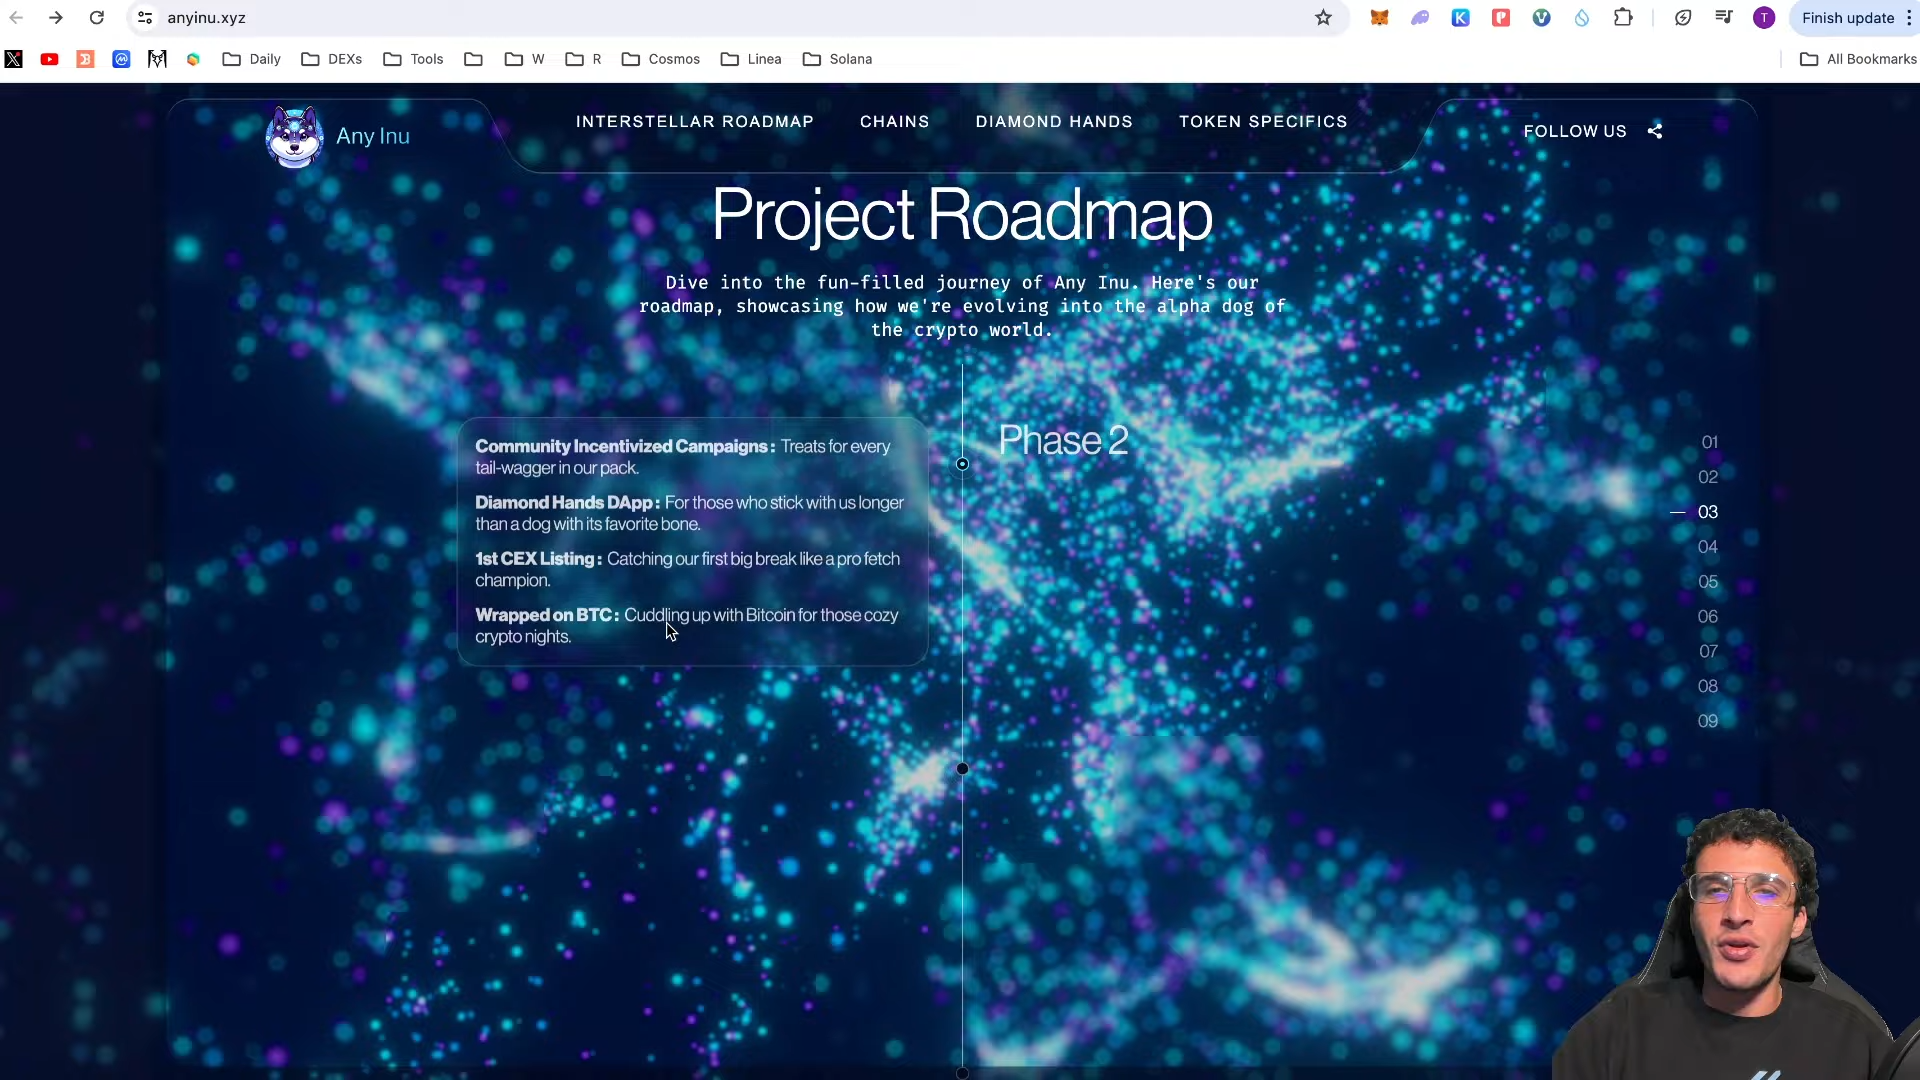 anyinu.xyz
Finish update
Daily
DEXs
Tools
W
R
Cosmos
Linea
Solana
All Bookmarks
Any Inu
INTERSTELLAR ROADMAP
CHAINS
DIAMOND HANDS
TOKEN SPECIFICS
FOLLOW US
Project Roadmap
Dive into the fun-filled journey of Any Inu. Here's our
roadmap, showcasing how we're evolving into the alpha dog of
the crypto world.
Community Incentivized Campaigns : Treats for every
tail-wagger in our pack.
Diamond Hands DApp : For those who stick with us longer
than a dog with its favorite bone.
1st CEX Listing : Catching our first big break like a pro fetch
champion.
Wrapped on BTC : Cuddling up with Bitcoin for those cozy
crypto nights.
Phase 2
01
02
03
04
05
06
07
08
09